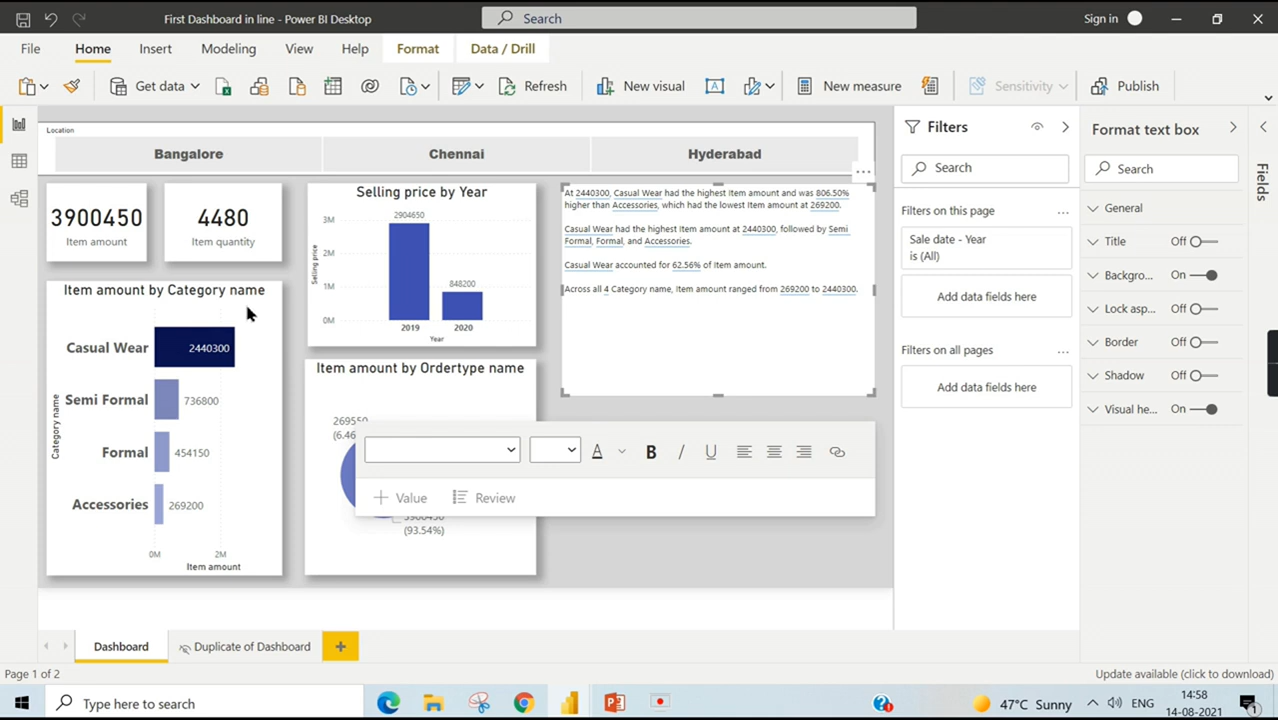 First Dashboard in line - Power BI Desktop
Search
Sign in
File Home Insert Modeling View Help Format Data / Drill
Get data
Refresh
New visual
New measure
Sensitivity
Publish
Location
Bangalore Chennai Hyderabad
3900450
Item amount
4480
Item quantity
Item amount by Category name
Category name
Casual Wear 2440300
Semi Formal 736800
Formal 454150
Accessories 269200
0M 2M
Item amount
Selling price by Year
Selling price
3M
2M
1M
0M
2904650
848200
2019 2020
Year
Item amount by Ordertype name
269550
(6.46
3900450
(93.54%)
At 2440300, Casual Wear had the highest Item amount and was 806.50%
higher than Accessories, which had the lowest Item amount at 269200.
Casual Wear had the highest Item amount at 2440300, followed by Semi
Formal, Formal, and Accessories.
Casual Wear accounted for 62.56% of Item amount.
Across all 4 Category name, Item amount ranged from 269200 to 2440300.
A B I U
Value
Review
Filters
Search
Filters on this page
Sale date - Year
is (All)
Add data fields here
Filters on all pages
Add data fields here
Format text box
Search
General
Title Off
Backgro... On
Lock asp... Off
Border Off
Shadow Off
Visual he... On
Fields
Dashboard
Duplicate of Dashboard
Page 1 of 2
Update available (click to download)
Type here to search
47°C Sunny
ENG
14:58
14-08-2021
1